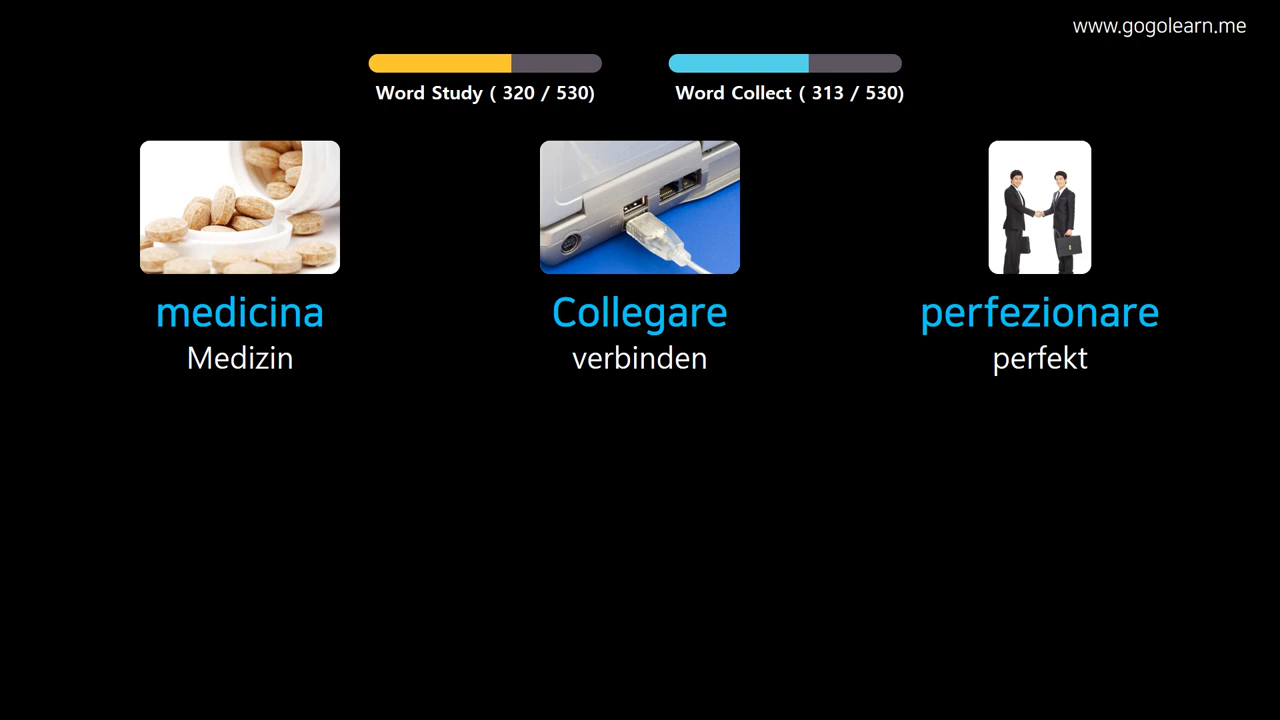 www.gogolearn.me
Word Study ( 320 / 530)
Word Collect ( 313 / 530)
medicina
Medizin
Collegare
verbinden
perfezionare
perfekt